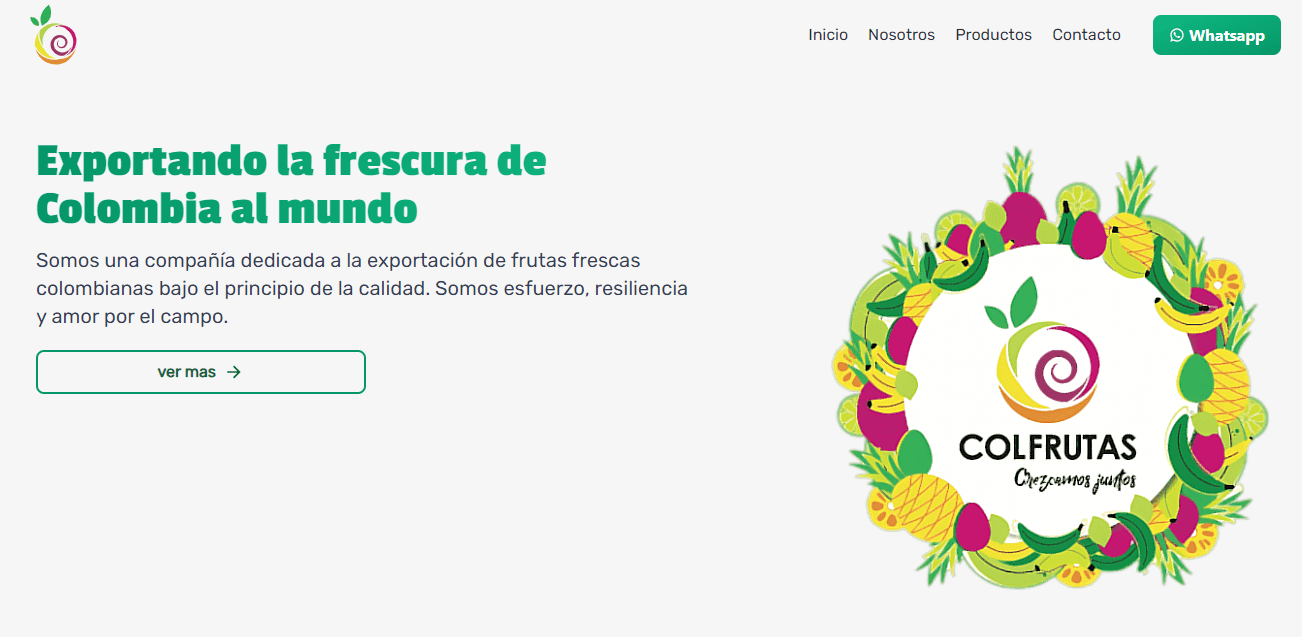 Inicio Nosotros Productos Contacto Whatsapp
Exportando la frescura de
Colombia al mundo
Somos una compañía dedicada a la exportación de frutas frescas
colombianas bajo el principio de la calidad. Somos esfuerzo, resiliencia
y amor por el campo.
ver mas →
COLFRUTAS
Crezcamos juntos